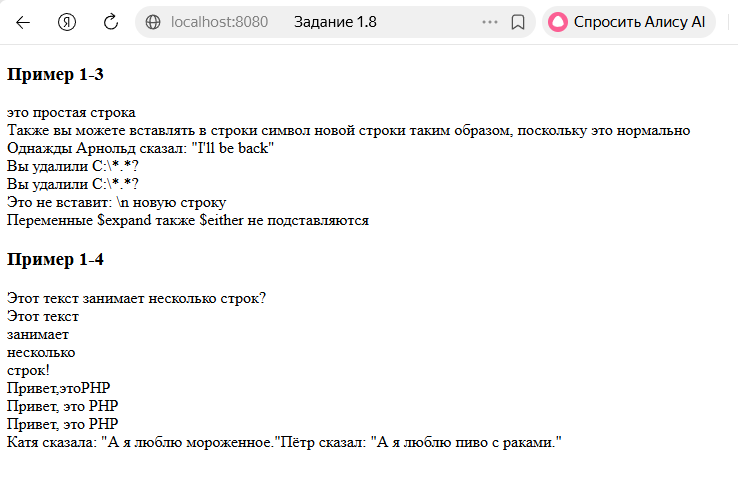 localhost:8080 Задание 1.8 Спросить Алису AI
Пример 1-3
это простая строка
Также вы можете вставлять в строки символ новой строки таким образом, поскольку это нормально
Однажды Арнольд сказал: "I'll be back"
Вы удалили C:\*.*?
Вы удалили C:\*.*?
Это не вставит: \n новую строку
Переменные $expand также $either не подставляются
Пример 1-4
Этот текст занимает несколько строк?
Этот текст
занимает
несколько
строк!
Привет,этоPHP
Привет, это PHP
Привет, это PHP
Катя сказала: "А я люблю мороженное."Пётр сказал: "А я люблю пиво с раками."